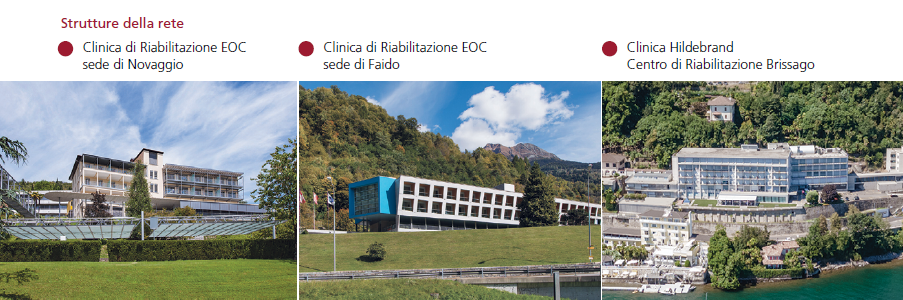 Strutture della rete
Clinica di Riabilitazione EOC
sede di Novaggio
Clinica di Riabilitazione EOC
sede di Faido
Clinica Hildebrand
Centro di Riabilitazione Brissago